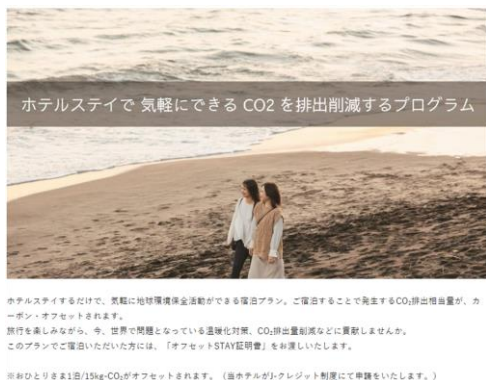 ホテルステイで 気軽にできる CO2 を排出削減するプログラム
ホテルステイするだけで、気軽に地球環境保全活動ができる宿泊プラン。ご宿泊することで発生するCO₂排出相当量が、カ
ーボン・オフセットされます。
旅行を楽しみながら、今、世界で問題となっている温暖化対策、CO₂排出量削減などに貢献しませんか。
このプランでご宿泊いただいた方には、「オフセットSTAY証明書」をお渡しいたします。
※おひとりさま1泊/15kg-CO₂がオフセットされます。（当ホテルがJ-クレジット制度にて申請をいたします。）